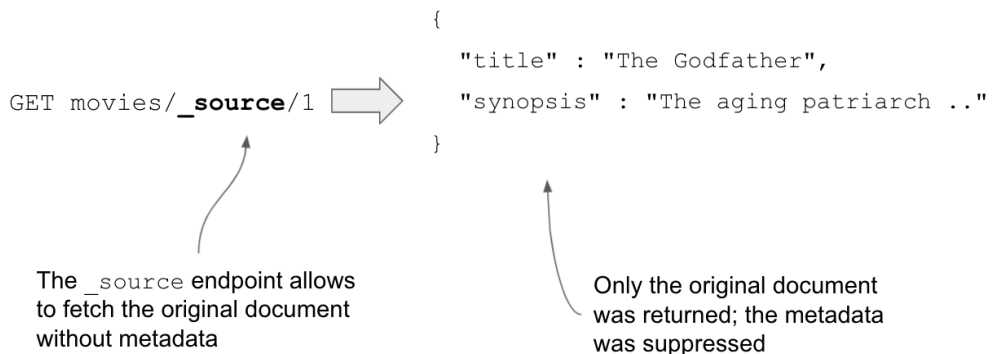 GET movies/_source/1
{
"title" : "The Godfather",
"synopsis" : "The aging patriarch .."
}
The _source endpoint allows
to fetch the original document
without metadata
Only the original document
was returned; the metadata
was suppressed